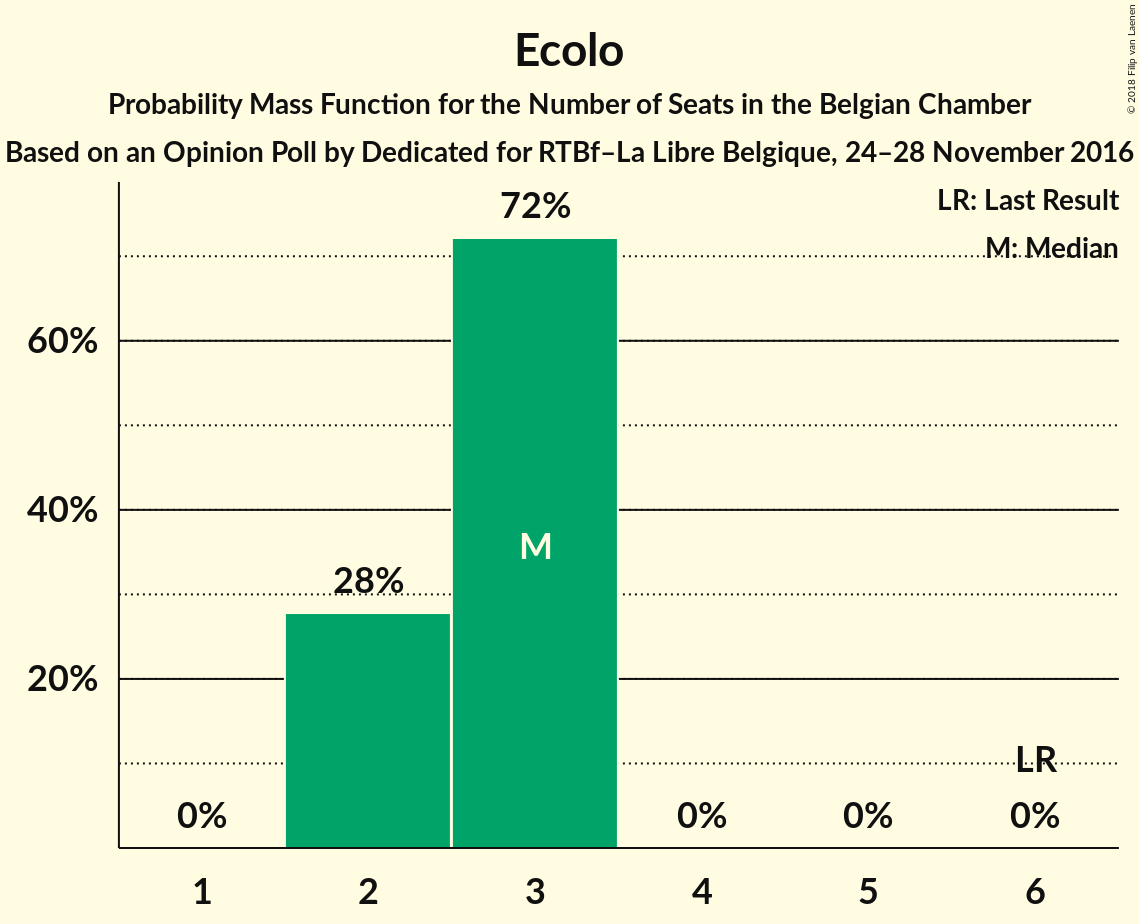 Ecolo
Probability Mass Function for the Number of Seats in the Belgian Chamber
Based on an Opinion Poll by Dedicated for RTBf–La Libre Belgique, 24–28 November 2016
© 2018 Filip van Laenen
LR: Last Result
M: Median
72%
60%
40%
M
28%
20%
LR
0%
0%
0%
0%
1
2
3
4
5
6